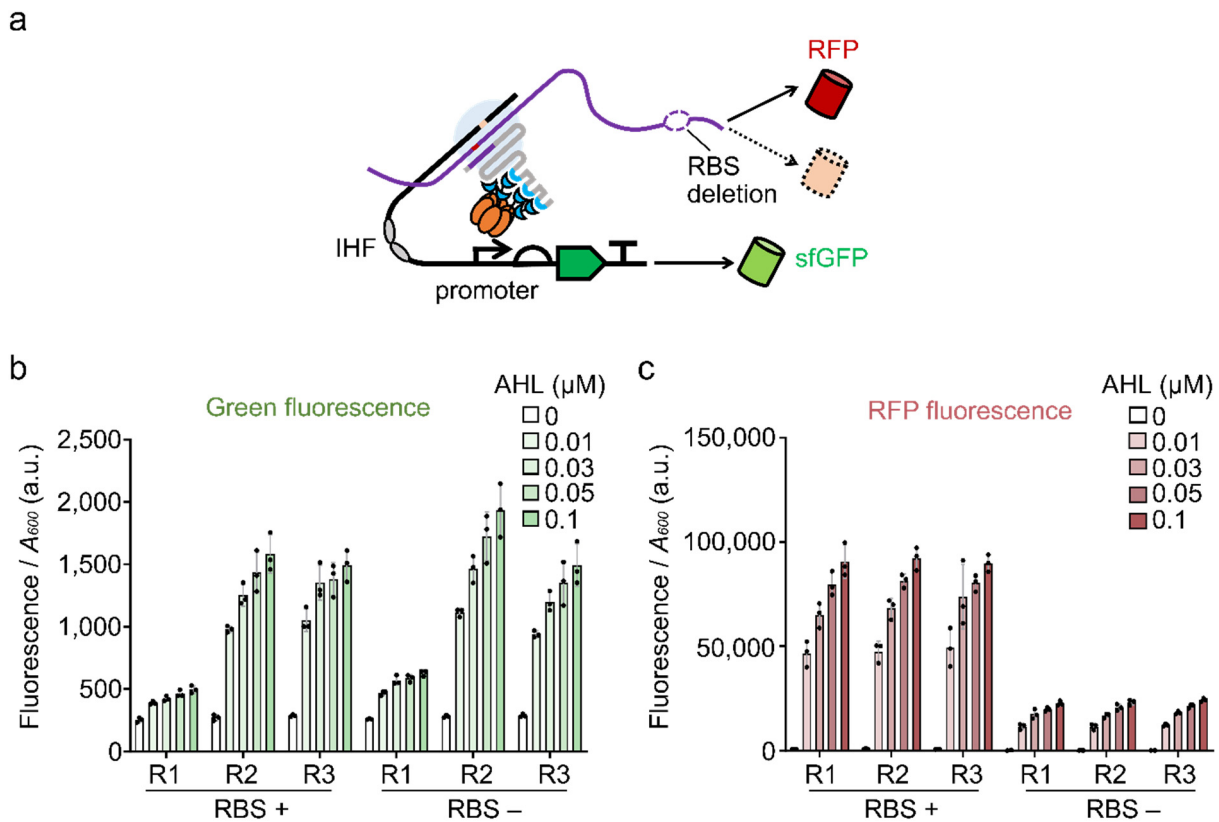 a
RFP
RBS
deletion
IHF
promoter
sfGFP
b
Green fluorescence
AHL (µM)
0
0.01
0.03
0.05
0.1
Fluorescence / A600 (a.u.)
2,500
2,000
1,500
1,000
500
0
R1 R2 R3 R1 R2 R3
RBS + RBS –
c
RFP fluorescence
AHL (µM)
0
0.01
0.03
0.05
0.1
Fluorescence / A600 (a.u.)
150,000
100,000
50,000
0
R1 R2 R3 R1 R2 R3
RBS + RBS –